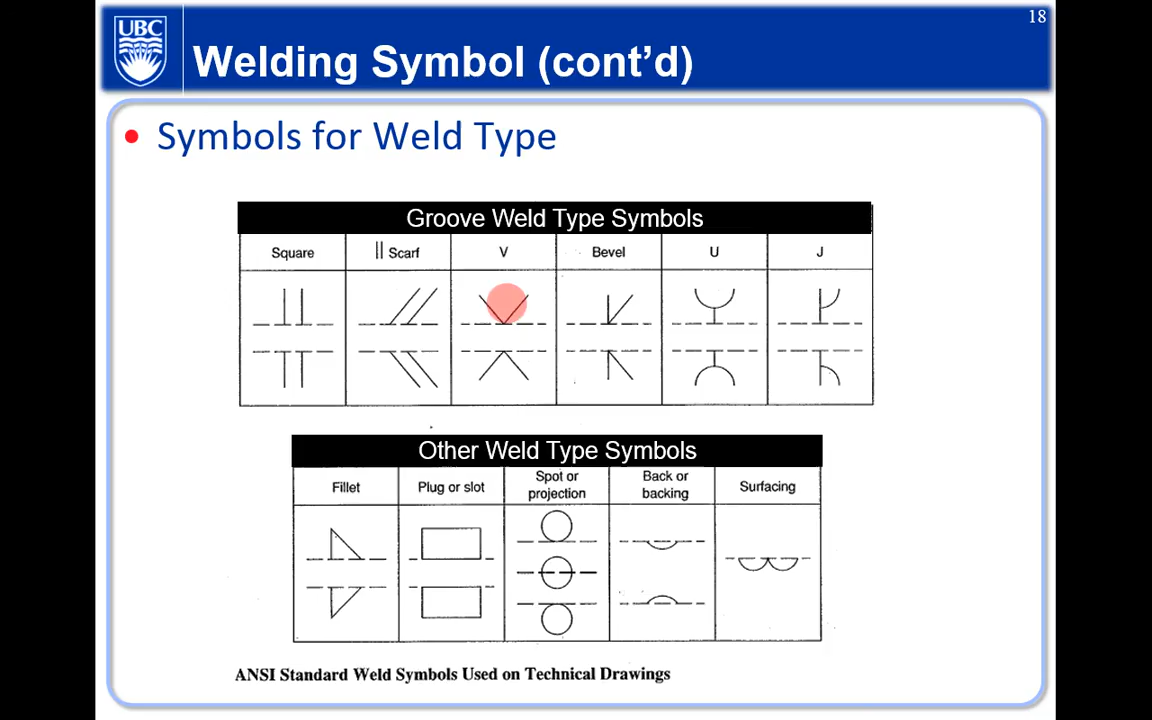 18
UBC
Welding Symbol (cont’d)
• Symbols for Weld Type
Groove Weld Type Symbols
Square || Scarf V Bevel U J
Other Weld Type Symbols
Fillet Plug or slot Spot or projection Back or backing Surfacing
ANSI Standard Weld Symbols Used on Technical Drawings